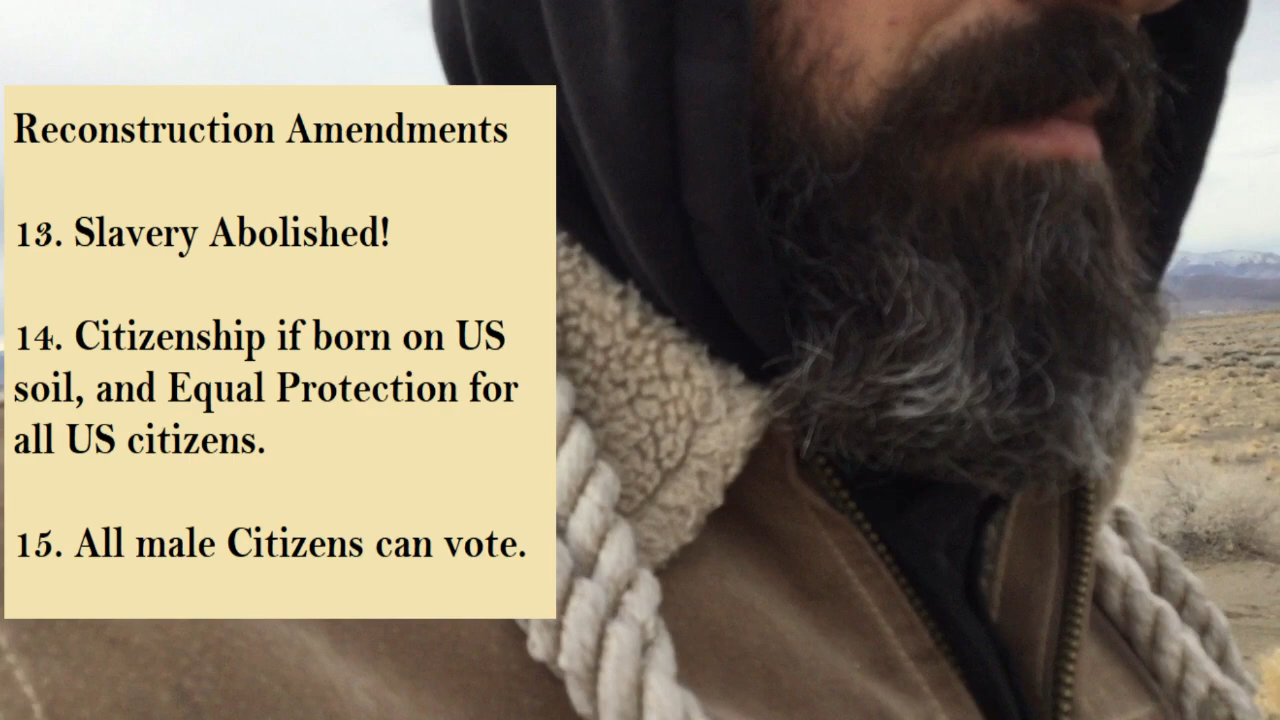 Reconstruction Amendments
13. Slavery Abolished!
14. Citizenship if born on US
soil, and Equal Protection for
all US citizens.
15. All male Citizens can vote.